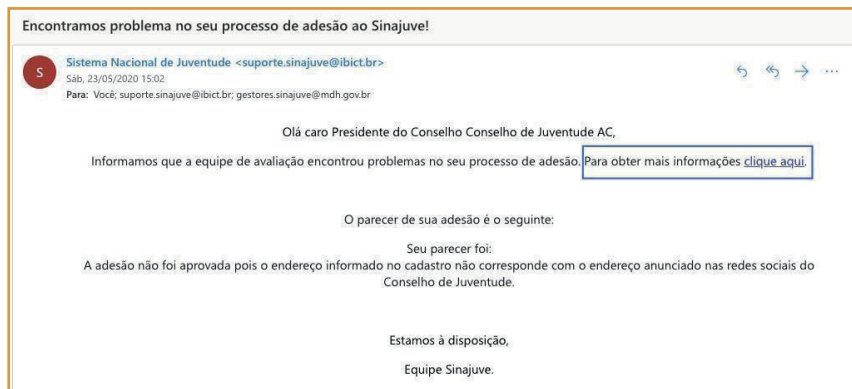 Encontramos problema no seu processo de adesão ao Sinajuve!
S
Sistema Nacional de Juventude <suporte.sinajuve@ibict.br>
Sáb, 23/05/2020 15:02
Para: Você; suporte.sinajuve@ibict.br; gestores.sinajuve@mdh.gov.br
Olá caro Presidente do Conselho Conselho de Juventude AC,
Informamos que a equipe de avaliação encontrou problemas no seu processo de adesão. Para obter mais informações clique aqui.
O parecer de sua adesão é o seguinte:
Seu parecer foi:
A adesão não foi aprovada pois o endereço informado no cadastro não corresponde com o endereço anunciado nas redes sociais do
Conselho de Juventude.
Estamos à disposição,
Equipe Sinajuve.